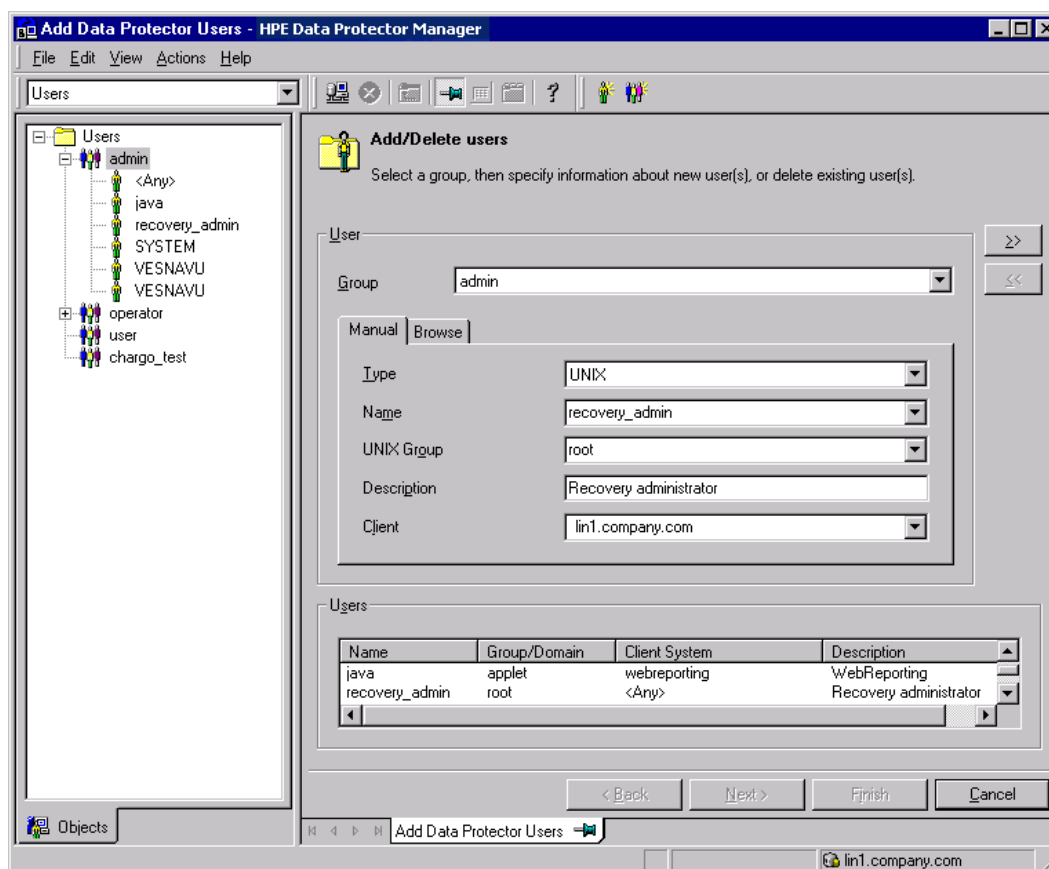 Add Data Protector Users - HPE Data Protector Manager
File Edit View Actions Help
Users
Users
admin
<Any>
java
recovery_admin
SYSTEM
VESNAVU
VESNAVU
operator
user
chargo_test
Objects
Add/Delete users
Select a group, then specify information about new user(s), or delete existing user(s).
User
>>
<<
Group admin
Manual Browse
Type UNIX
Name recovery_admin
UNIX Group root
Description Recovery administrator
Client lin1.company.com
Users
Name Group/Domain Client System Description
java applet webreporting WebReporting
recovery_admin root <Any> Recovery administrator
< Back Next > Finish Cancel
Add Data Protector Users
lin1.company.com